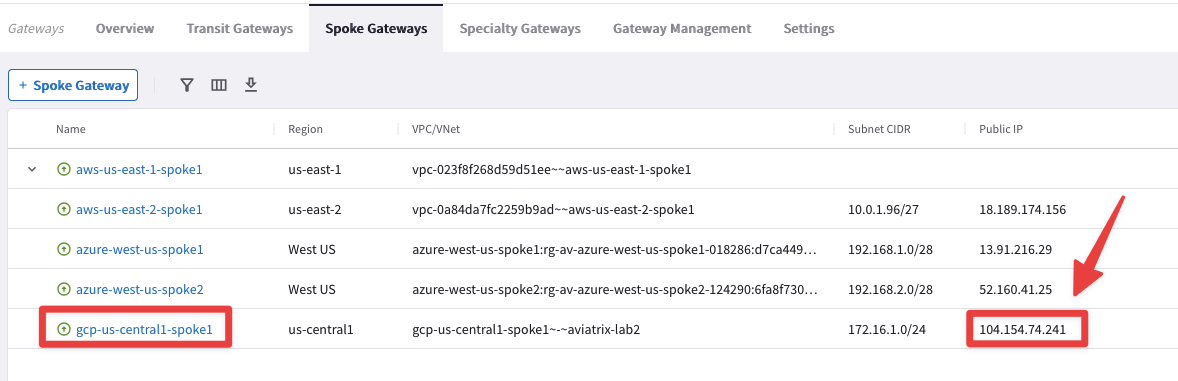 Gateways Overview Transit Gateways Spoke Gateways Specialty Gateways Gateway Management Settings
+ Spoke Gateway
Name Region VPC/VNet Subnet CIDR Public IP
aws-us-east-1-spoke1 us-east-1 vpc-023f8f268d59d51ee~~aws-us-east-1-spoke1
aws-us-east-2-spoke1 us-east-2 vpc-0a84da7fc2259b9ad~~aws-us-east-2-spoke1 10.0.1.96/27 18.189.174.156
azure-west-us-spoke1 West US azure-west-us-spoke1:rg-av-azure-west-us-spoke1-018286:d7ca449... 192.168.1.0/28 13.91.216.29
azure-west-us-spoke2 West US azure-west-us-spoke2:rg-av-azure-west-us-spoke2-124290:6fa8f730... 192.168.2.0/28 52.160.41.25
gcp-us-central1-spoke1 us-central1 gcp-us-central1-spoke1~-~aviatrix-lab2 172.16.1.0/24 104.154.74.241